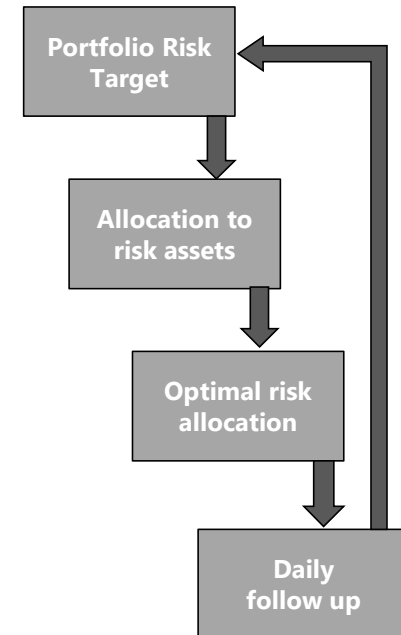 Portfolio Risk
Target
Allocation to
risk assets
Optimal risk
allocation
Daily
follow up